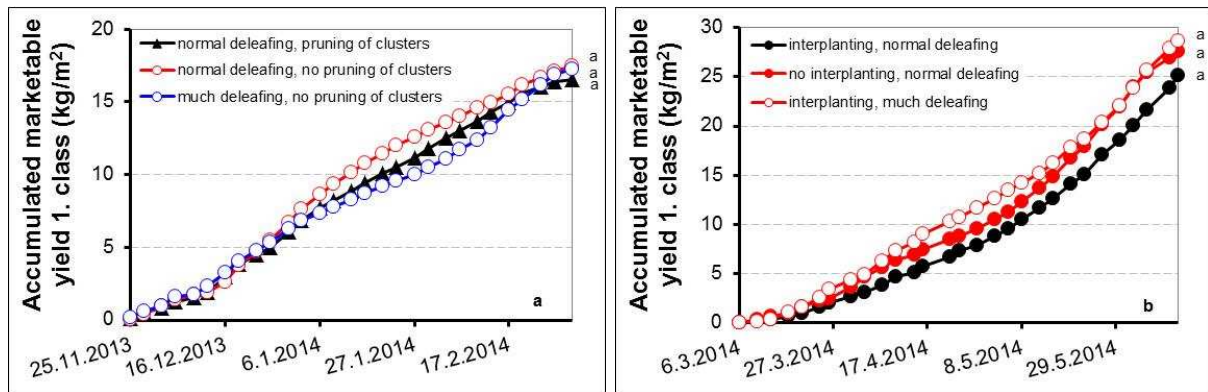 Accumulated marketable
yield 1. class (kg/m²)
20
15
10
5
0
normal deleafing, pruning of clusters
normal deleafing, no pruning of clusters
much deleafing, no pruning of clusters
a
a
a
a
25.11.2013
16.12.2013
6.1.2014
27.1.2014
17.2.2014
Accumulated marketable
yield 1. class (kg/m²)
30
25
20
15
10
5
0
interplanting, normal deleafing
no interplanting, normal deleafing
interplanting, much deleafing
a
a
a
b
6.3.2014
27.3.2014
17.4.2014
8.5.2014
29.5.2014